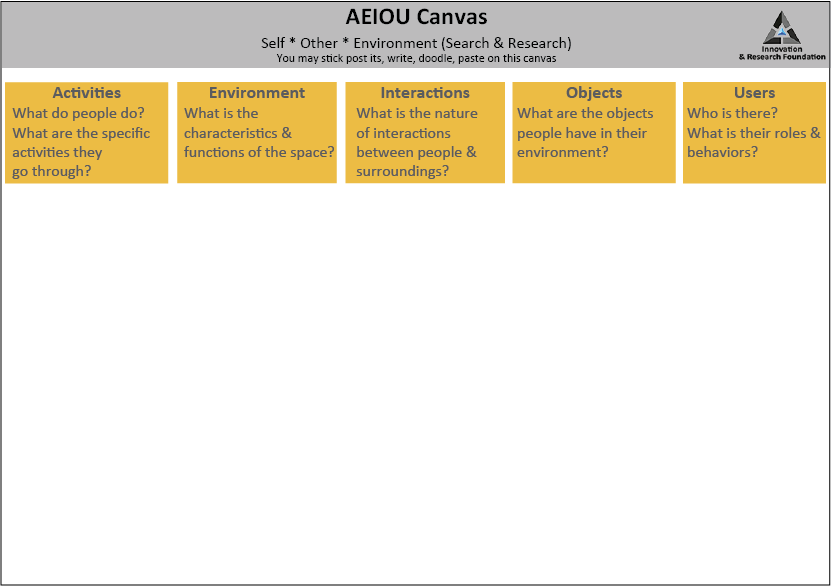 AEIOU Canvas
Self * Other * Environment (Search & Research)
You may stick post its, write, doodle, paste on this canvas
Innovation
& Research Foundation
Activities
What do people do?
What are the specific
activities they
go through?
Environment
What is the
characteristics &
functions of the space?
Interactions
What is the nature
of interactions
between people &
surroundings?
Objects
What are the objects
people have in their
environment?
Users
Who is there?
What is their roles &
behaviors?